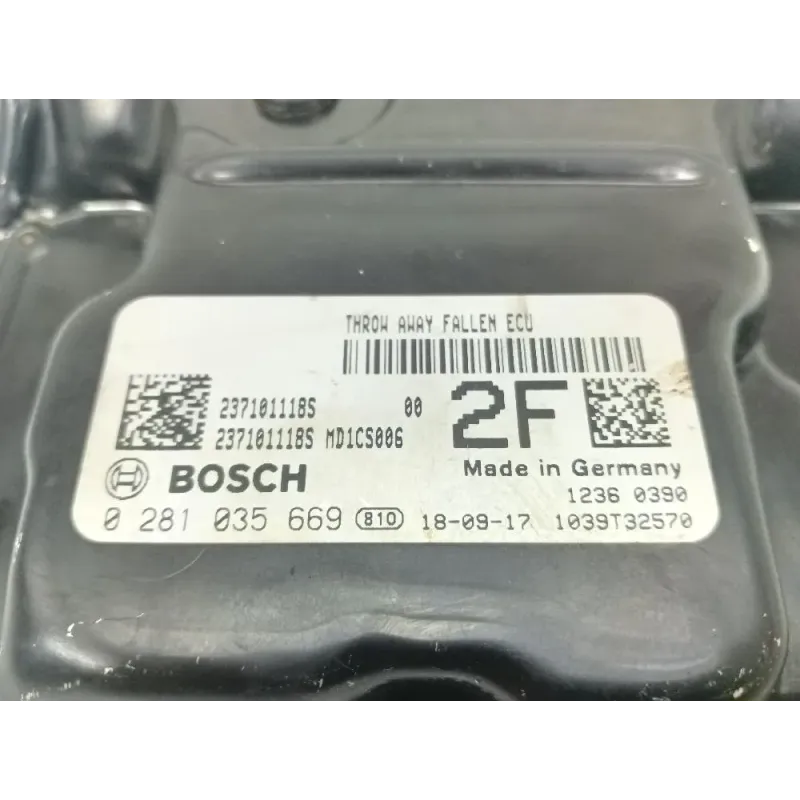 THROW AWAY FALLEN ECU
237101118S 00
237101118S MD1CS006
2F
BOSCH
Made in Germany
1236 0390
0 281 035 669 810 18-09-17 1039T32570